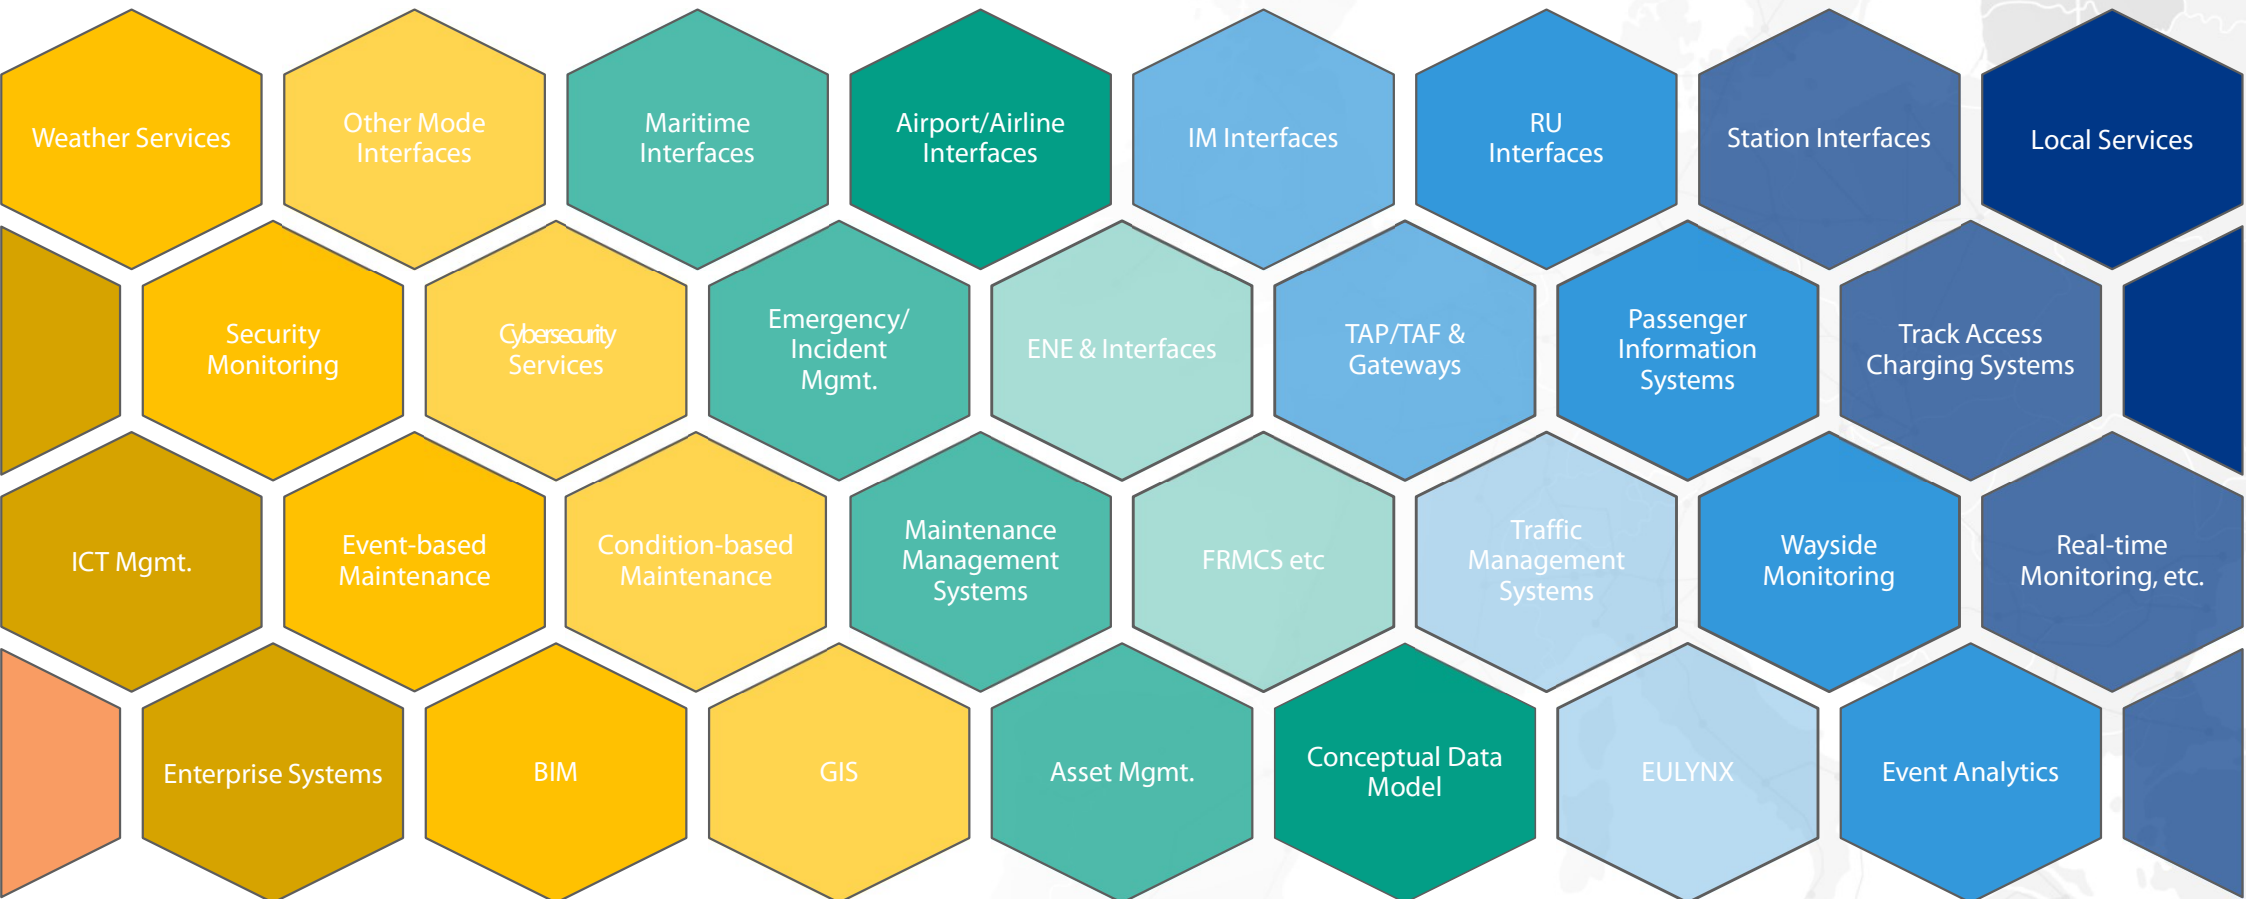 Weather Services
Other Mode
Interfaces
Maritime
Interfaces
Airport/Airline
Interfaces
IM Interfaces
RU
Interfaces
Station Interfaces
Local Services
Security
Monitoring
Cybersecurity
Services
Emergency/
Incident
Mgmt.
ENE & Interfaces
TAP/TAF &
Gateways
Passenger
Information
Systems
Track Access
Charging Systems
ICT Mgmt.
Event-based
Maintenance
Condition-based
Maintenance
Maintenance
Management
Systems
FRMCS etc
Traffic
Management
Systems
Wayside
Monitoring
Real-time
Monitoring, etc.
Enterprise Systems
BIM
GIS
Asset Mgmt.
Conceptual Data
Model
EULYNX
Event Analytics